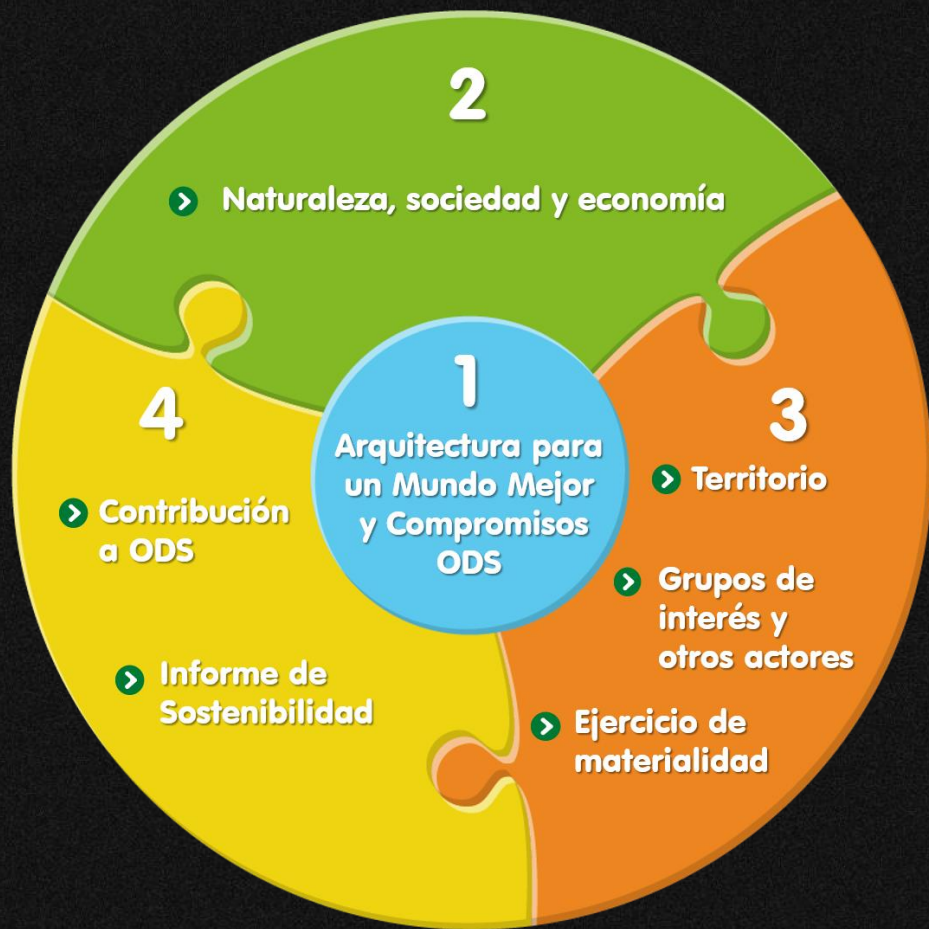 2
Naturaleza, sociedad y economía
1
Arquitectura para
un Mundo Mejor
y Compromisos
ODS
3
Territorio
Grupos de
interés y
otros actores
Ejercicio de
materialidad
4
Contribución
a ODS
Informe de
Sostenibilidad